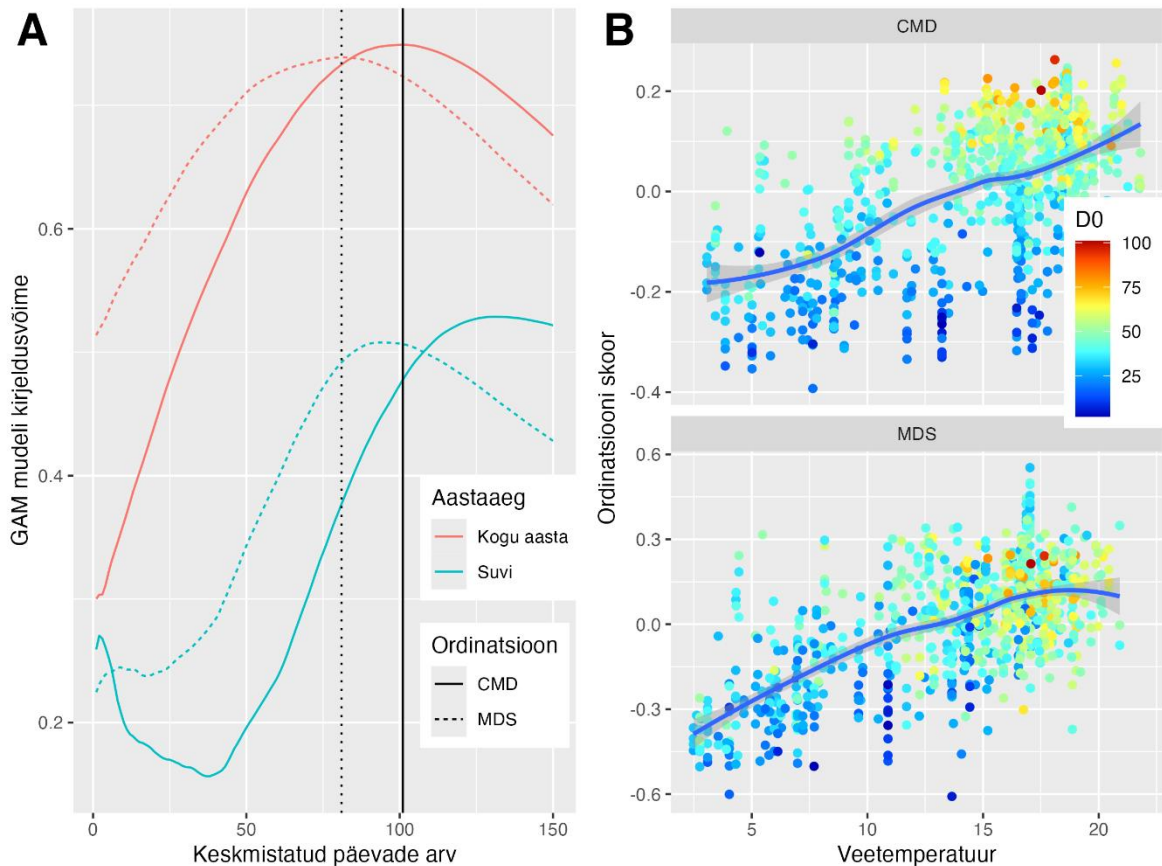 A
GAM mudeli kirjeldusvõime
0.6
0.4
0.2
0
50
100
150
Keskmistatud päevade arv
Aastaaeg
Kogu aasta
Suvi
Ordinatsioon
CMD
MDS
B
CMD
Ordinatsiooni skoor
0.2
0.0
-0.2
-0.4
D0
100
75
50
25
MDS
0.6
0.3
0.0
-0.3
-0.6
5
10
15
20
Veetemperatuur